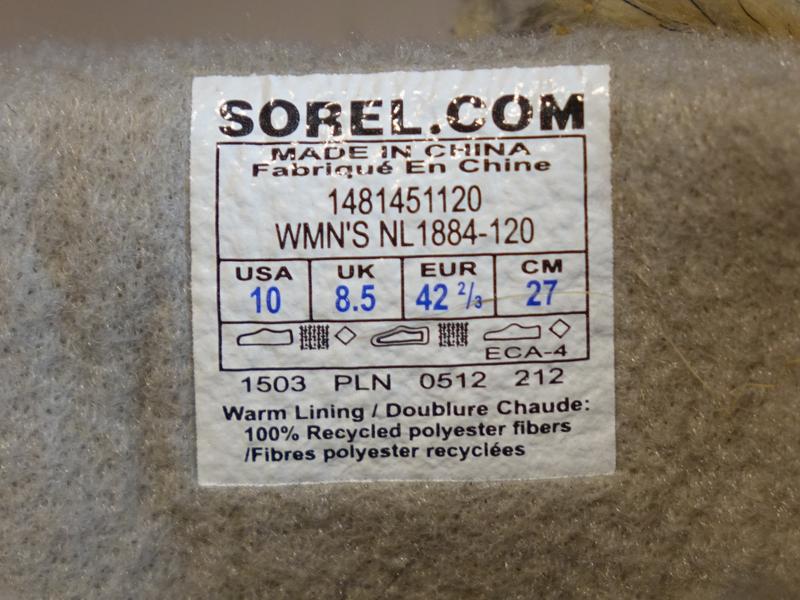 SOREL.COM
MADE IN CHINA
Fabriqué En Chine
1481451120
WMN'S NL1884-120
USA UK EUR CM
10 8.5 42 2/3 27
ECA-4
1503 PLN 0512 212
Warm Lining / Doublure Chaude:
100% Recycled polyester fibers
/Fibres polyester recyclées